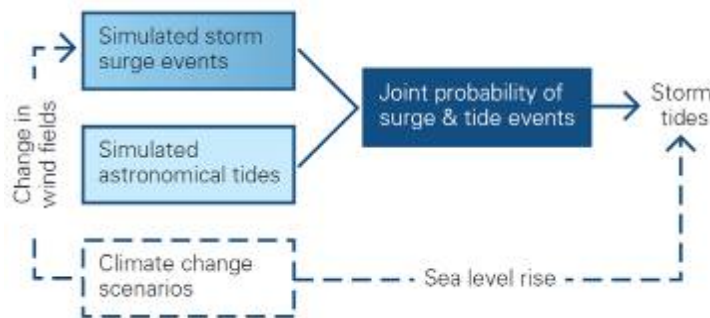 Simulated storm
surge events
Change in
wind fields
Joint probability of
surge & tide events
Storm
tides
Simulated
astronomical tides
Climate change
scenarios
Sea level rise